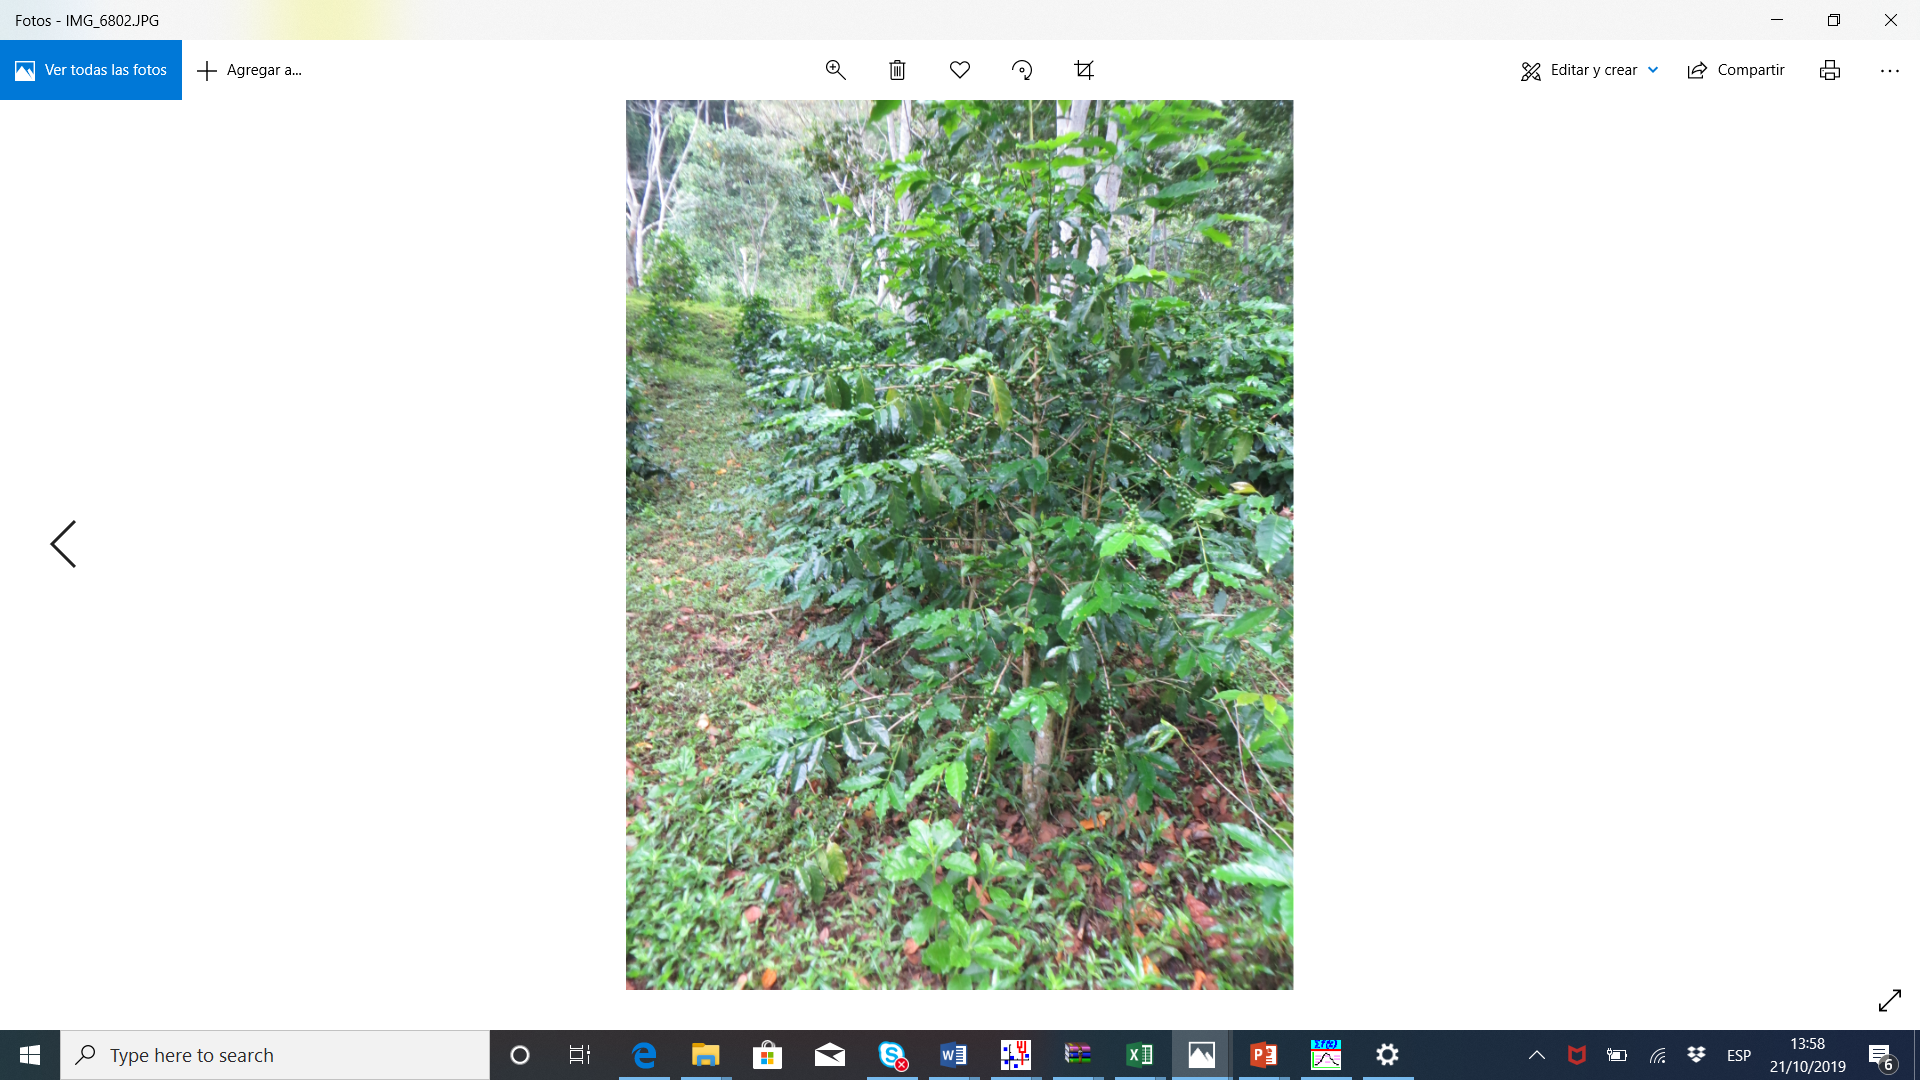 Fotos - IMG_6802.JPG
Ver todas las fotos
Agregar a...
Editar y crear
Compartir
Type here to search
ESP
13:58
21/10/2019
6